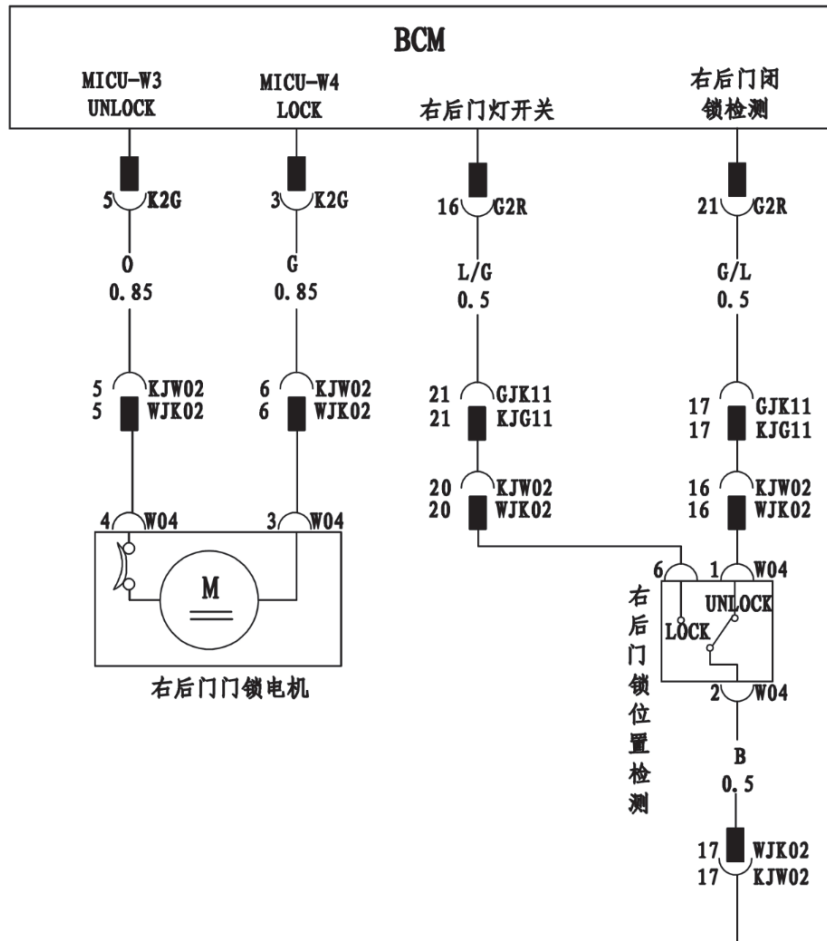 BCM
MICU-W3
UNLOCK
MICU-W4
LOCK
右后门灯开关
右后门闭
锁检测
5 K2G
3 K2G
16 G2R
21 G2R
O
0.85
G
0.85
L/G
0.5
G/L
0.5
5 KJW02
5 WJK02
6 KJW02
6 WJK02
21 GJK11
21 KJG11
17 GJK11
17 KJG11
20 KJW02
20 WJK02
16 KJW02
16 WJK02
4 W04
3 W04
M
右后门门锁电机
6
1 W04
UNLOCK
LOCK
2 W04
右后门锁位置检测
B
0.5
17 WJK02
17 KJW02